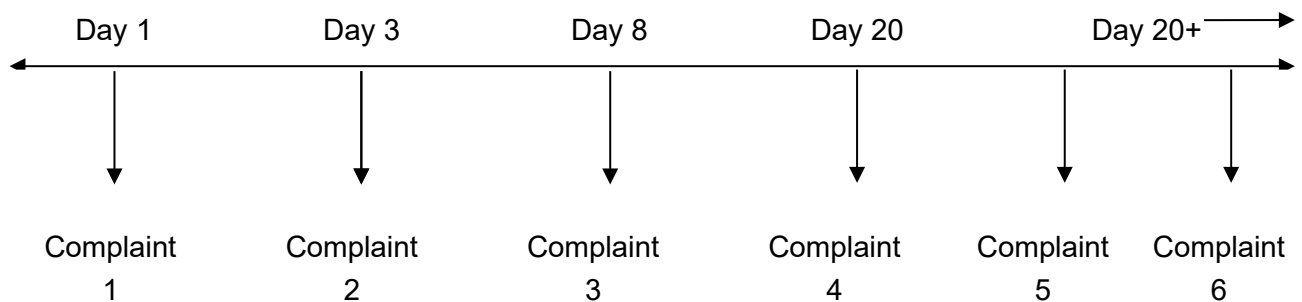 Day 1 Day 3 Day 8 Day 20 Day 20+
Complaint Complaint Complaint Complaint Complaint Complaint
1 2 3 4 5 6